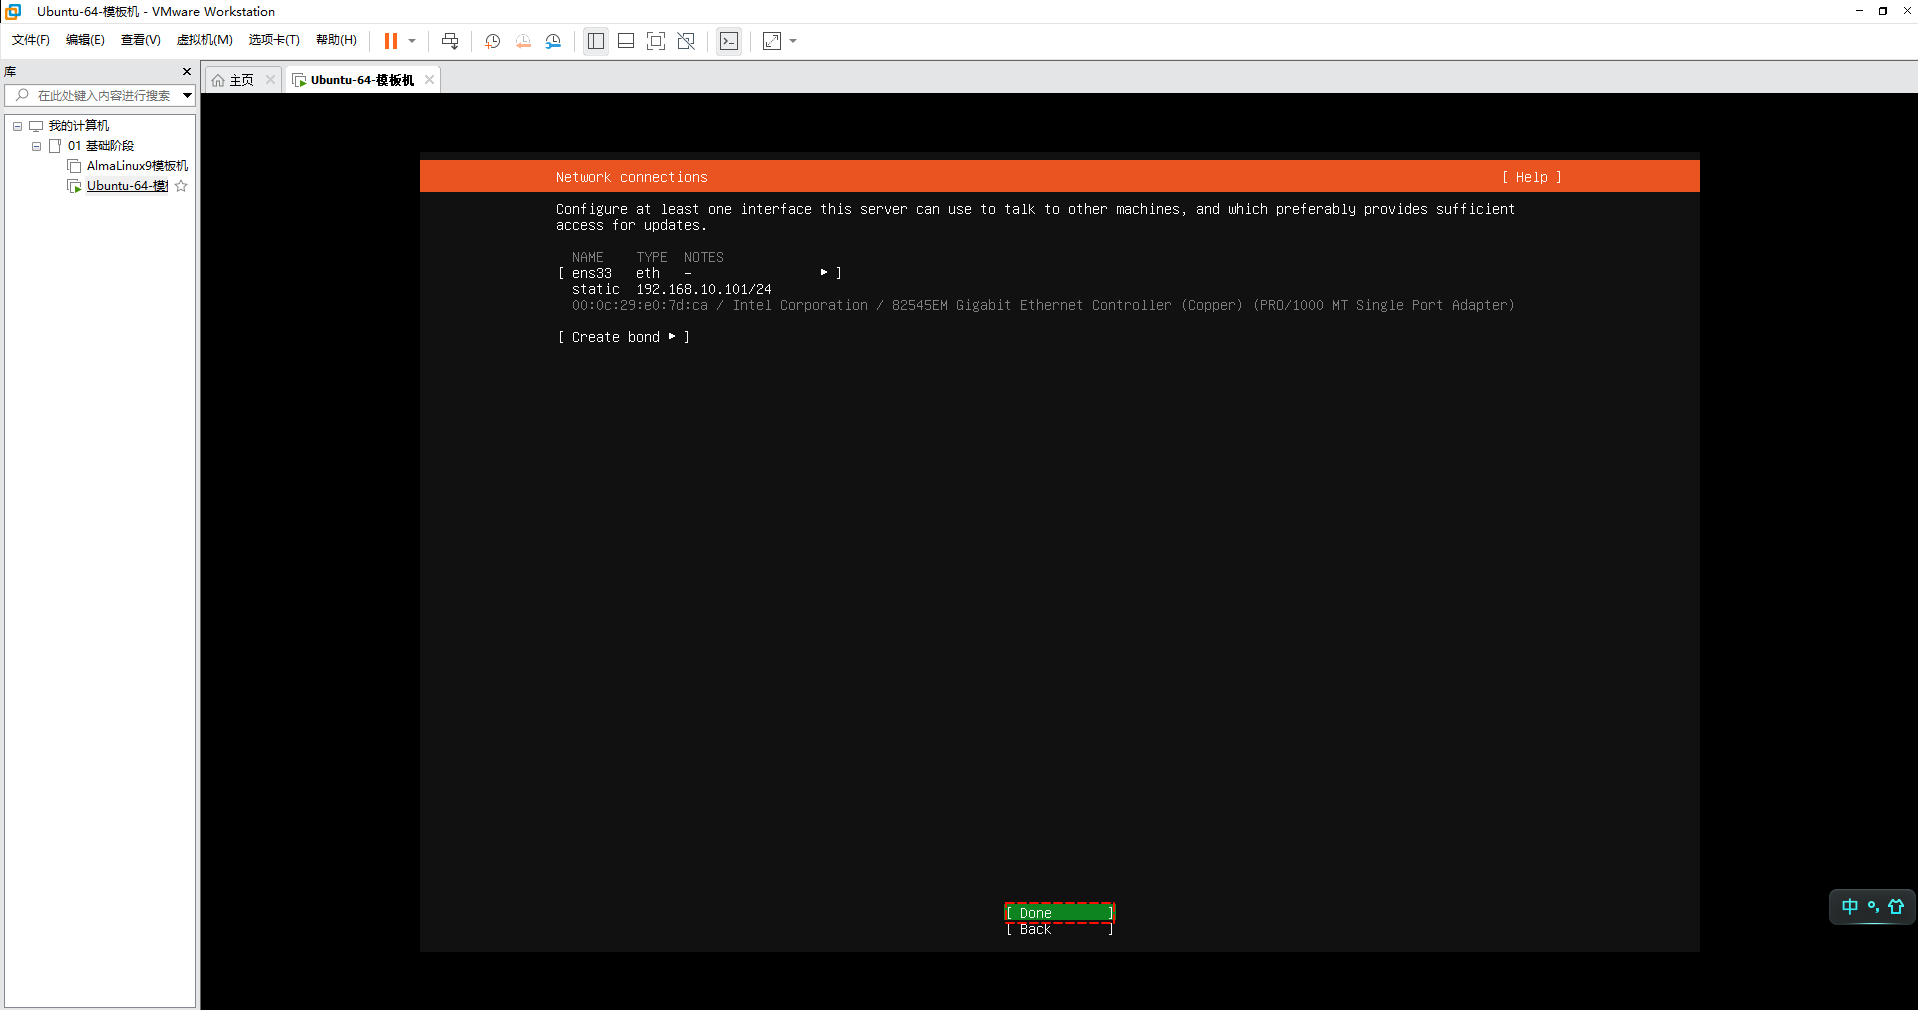 Ubuntu-64-模板机 - VMware Workstation
文件(F) 编辑(E) 查看(V) 虚拟机(M) 选项卡(T) 帮助(H)
库
主页
Ubuntu-64-模板机
在此处键入内容进行搜索
我的计算机
01 基础阶段
AlmaLinux9模板机
Ubuntu-64-模
Network connections [ Help ]
Configure at least one interface this server can use to talk to other machines, and which preferably provides sufficient
access for updates.
NAME TYPE NOTES
[ ens33 eth – ▸ ]
static 192.168.10.101/24
00:0c:29:e0:7d:ca / Intel Corporation / 82545EM Gigabit Ethernet Controller (Copper) (PRO/1000 MT Single Port Adapter)
[ Create bond ▸ ]
[ Done ]
[ Back ]
中 °,